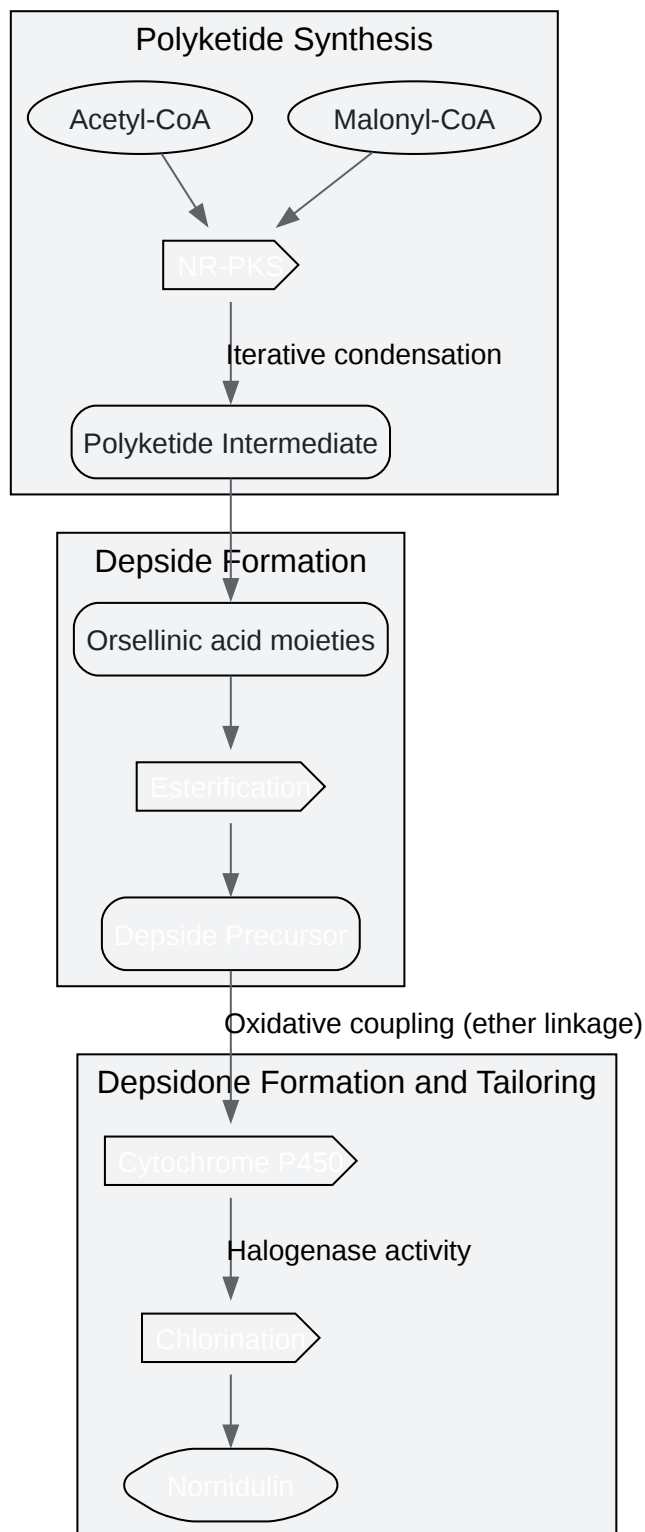 Polyketide Synthesis
Acetyl-CoA
Malonyl-CoA
NR-PKS
Iterative condensation
Polyketide Intermediate
Depside Formation
Orsellinic acid moieties
Esterification
Depside Precursor
Oxidative coupling (ether linkage)
Depsidone Formation and Tailoring
Cytochrome P450
Halogenase activity
Chlorination
Nornidulin